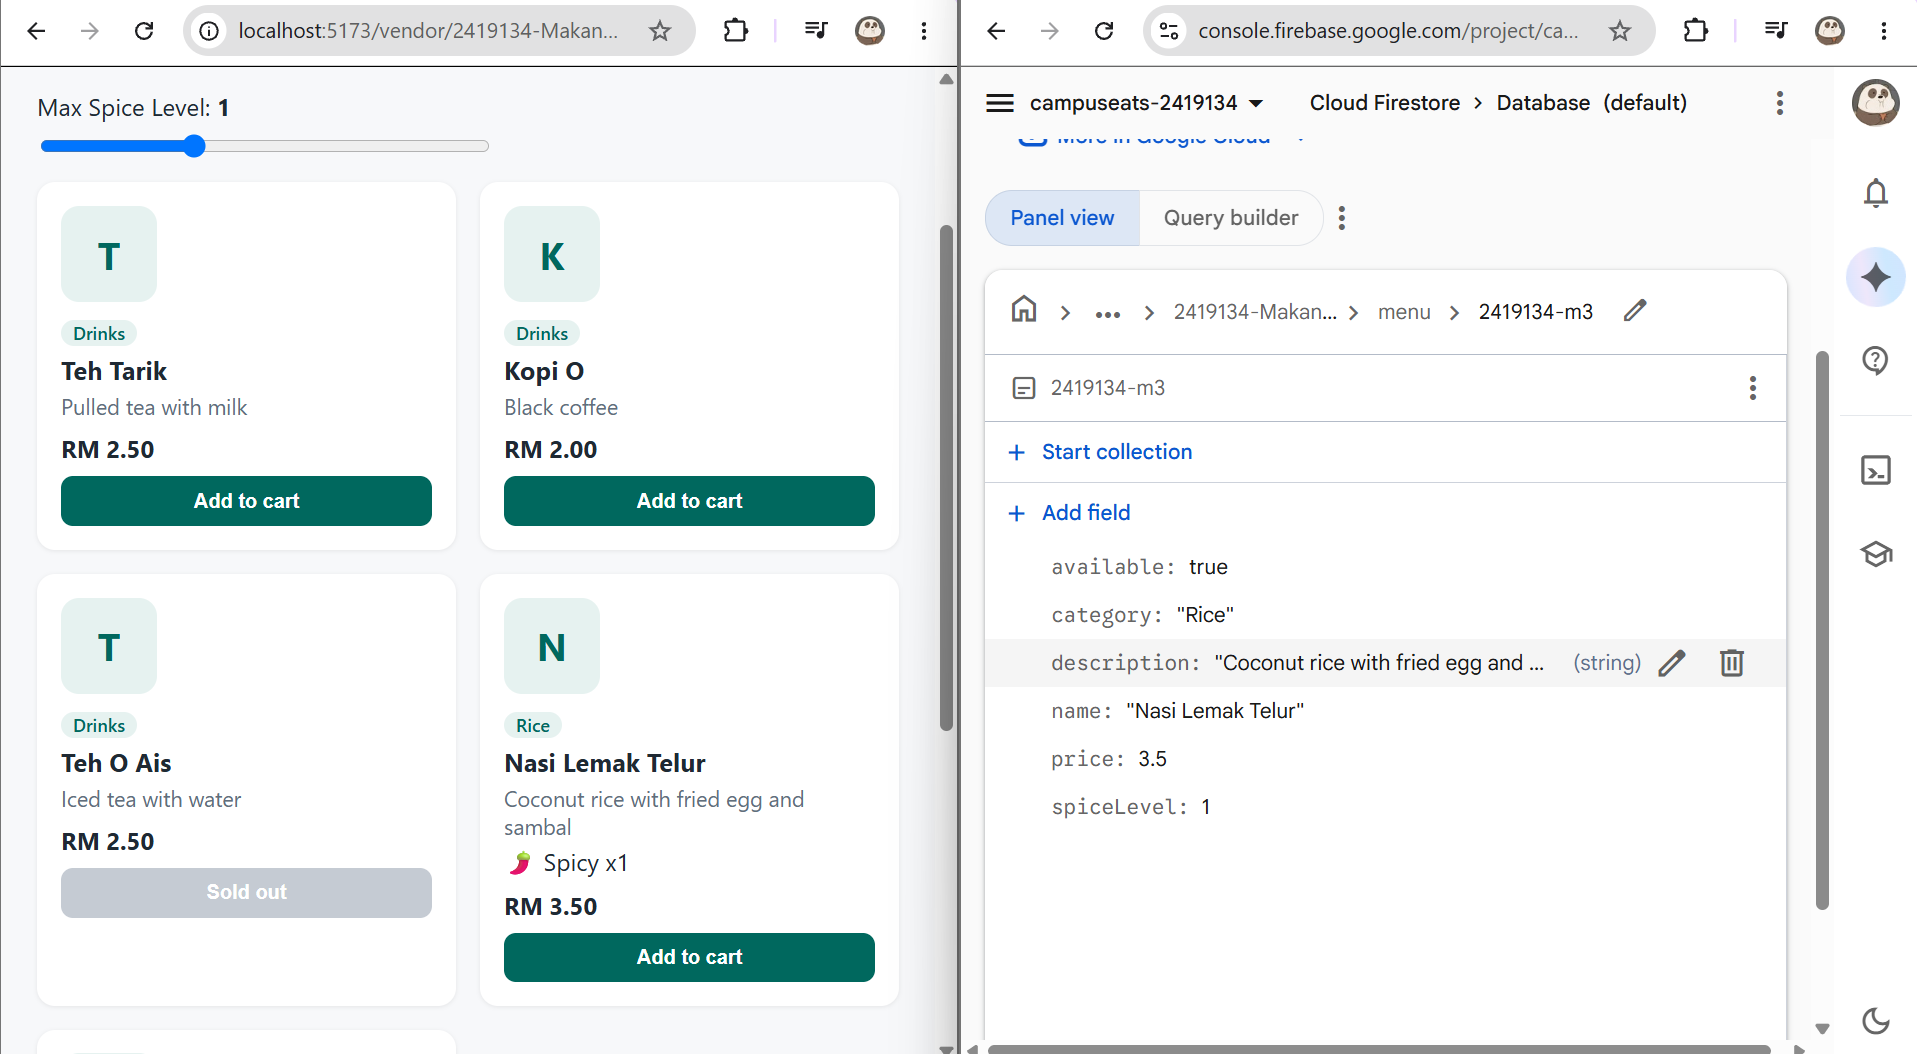 localhost:5173/vendor/2419134-Makan...
Max Spice Level: 1
T
Drinks
Teh Tarik
Pulled tea with milk
RM 2.50
Add to cart
K
Drinks
Kopi O
Black coffee
RM 2.00
Add to cart
T
Drinks
Teh O Ais
Iced tea with water
RM 2.50
Sold out
N
Rice
Nasi Lemak Telur
Coconut rice with fried egg and
sambal
🌶️ Spicy x1
RM 3.50
Add to cart
console.firebase.google.com/project/ca...
campuseats-2419134 Cloud Firestore > Database (default)
More in Google Cloud
Panel view Query builder
2419134-Makan... > menu > 2419134-m3
2419134-m3
+ Start collection
+ Add field
available: true
category: "Rice"
description: "Coconut rice with fried egg and ... (string)
name: "Nasi Lemak Telur"
price: 3.5
spiceLevel: 1